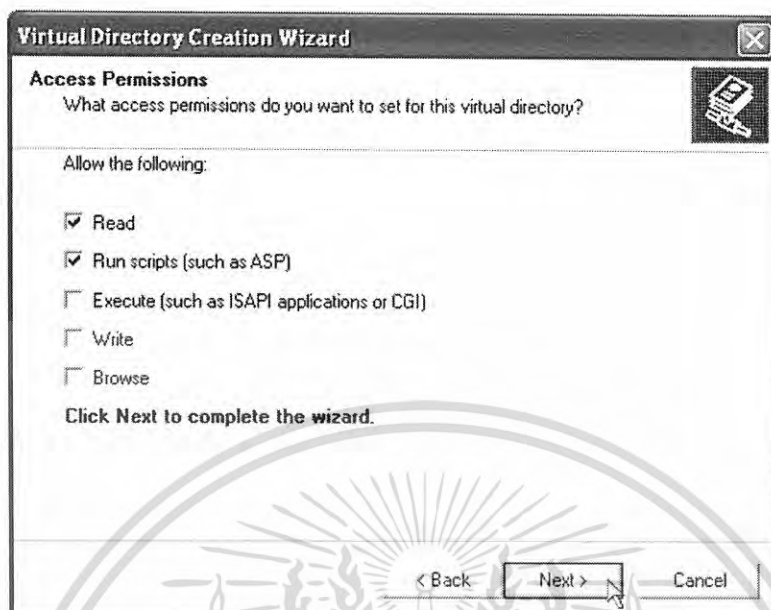 Virtual Directory Creation Wizard
Access Permissions
What access permissions do you want to set for this virtual directory?
Allow the following:
Read
Run scripts (such as ASP)
Execute (such as ISAPI applications or CGI)
Write
Browse
Click Next to complete the wizard.
< Back
Next >
Cancel